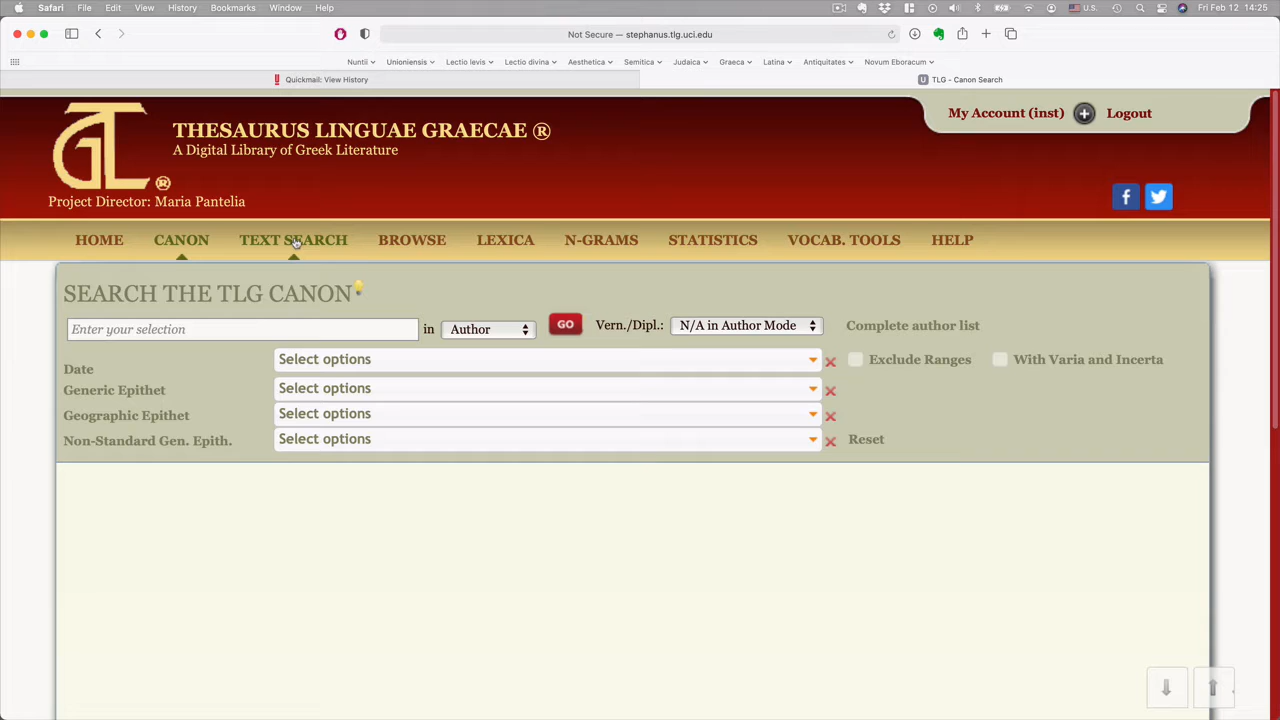 Safari File Edit View History Bookmarks Window Help U.S. Fri Feb 12 14:25
Not Secure — stephanus.tlg.uci.edu
Nuntii Unioniensis Lectio levis Lectio divina Aesthetica Semitica Judaica Graeca Latina Antiquitates Novum Eboracum
Quickmail: View History TLG - Canon Search
My Account (inst) Logout
THESAURUS LINGUAE GRAECAE ®
A Digital Library of Greek Literature
Project Director: Maria Pantelia
HOME CANON TEXT SEARCH BROWSE LEXICA N-GRAMS STATISTICS VOCAB. TOOLS HELP
SEARCH THE TLG CANON
Enter your selection in Author GO Vern./Dipl.: N/A in Author Mode Complete author list
Date Select options Exclude Ranges With Varia and Incerta
Generic Epithet Select options
Geographic Epithet Select options
Non-Standard Gen. Epith. Select options Reset